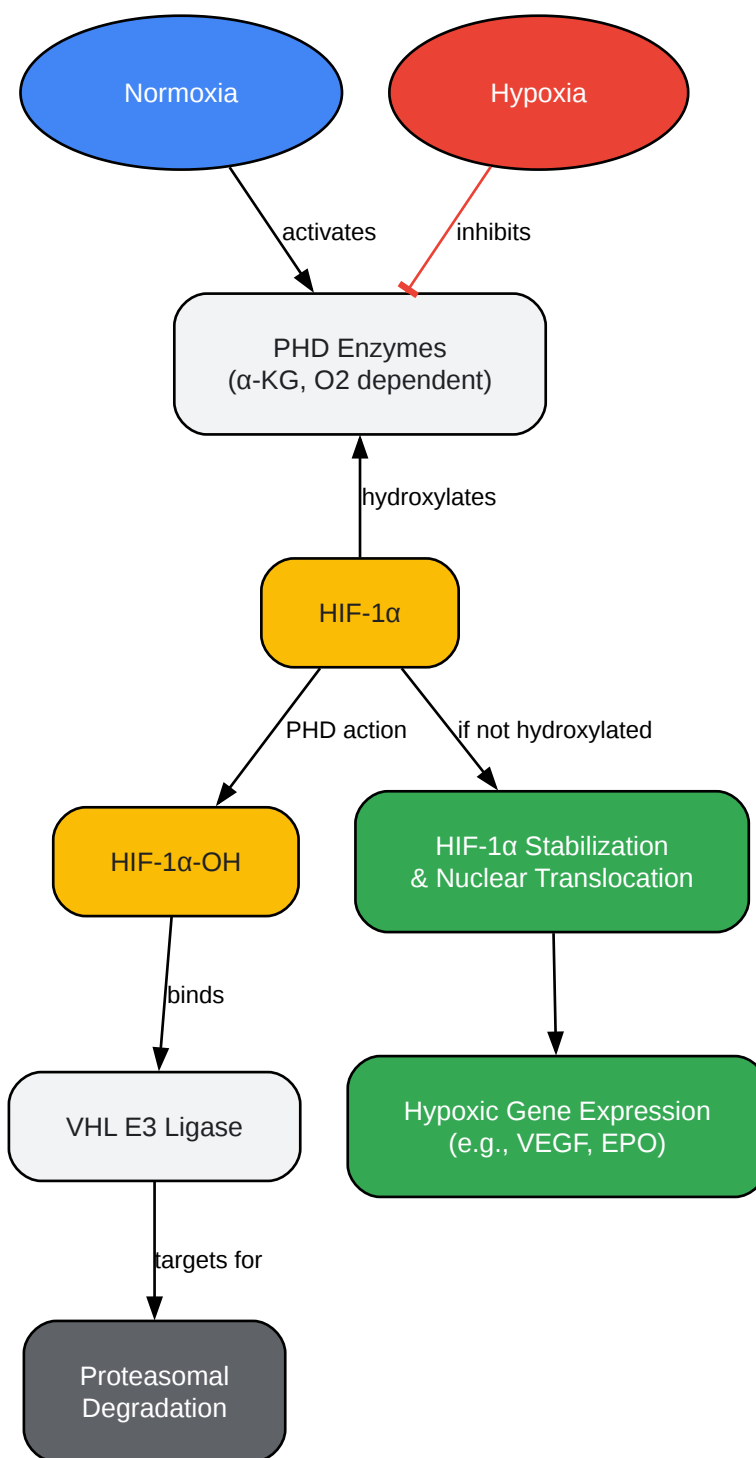 Normoxia
Hypoxia
activates
inhibits
PHD Enzymes
(α-KG, O2 dependent)
hydroxylates
HIF-1α
PHD action
if not hydroxylated
HIF-1α-OH
HIF-1α Stabilization
& Nuclear Translocation
binds
VHL E3 Ligase
Hypoxic Gene Expression
(e.g., VEGF, EPO)
targets for
Proteasomal
Degradation